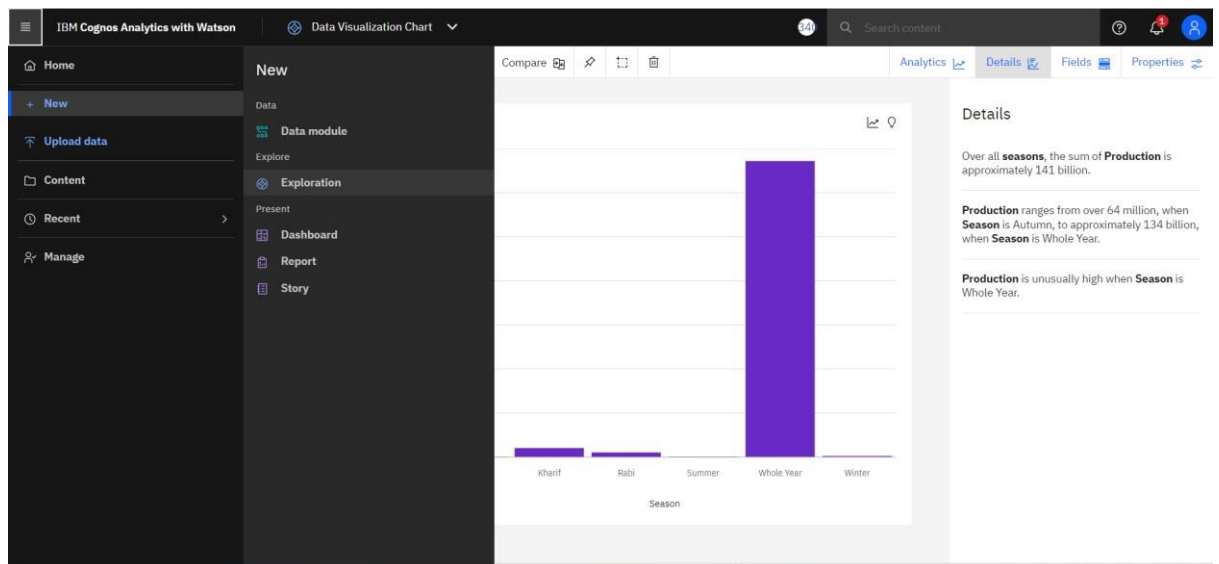 IBM Cognos Analytics with Watson
Data Visualization Chart
Search content
1
Home
New
Upload data
Content
Recent
Manage
New
Data
Data module
Explore
Exploration
Present
Dashboard
Report
Story
Compare
Analytics
Details
Fields
Properties
Kharif
Rabi
Summer
Whole Year
Winter
Season
Details
Over all seasons, the sum of Production is
approximately 141 billion.
Production ranges from over 64 million, when
Season is Autumn, to approximately 134 billion,
when Season is Whole Year.
Production is unusually high when Season is
Whole Year.